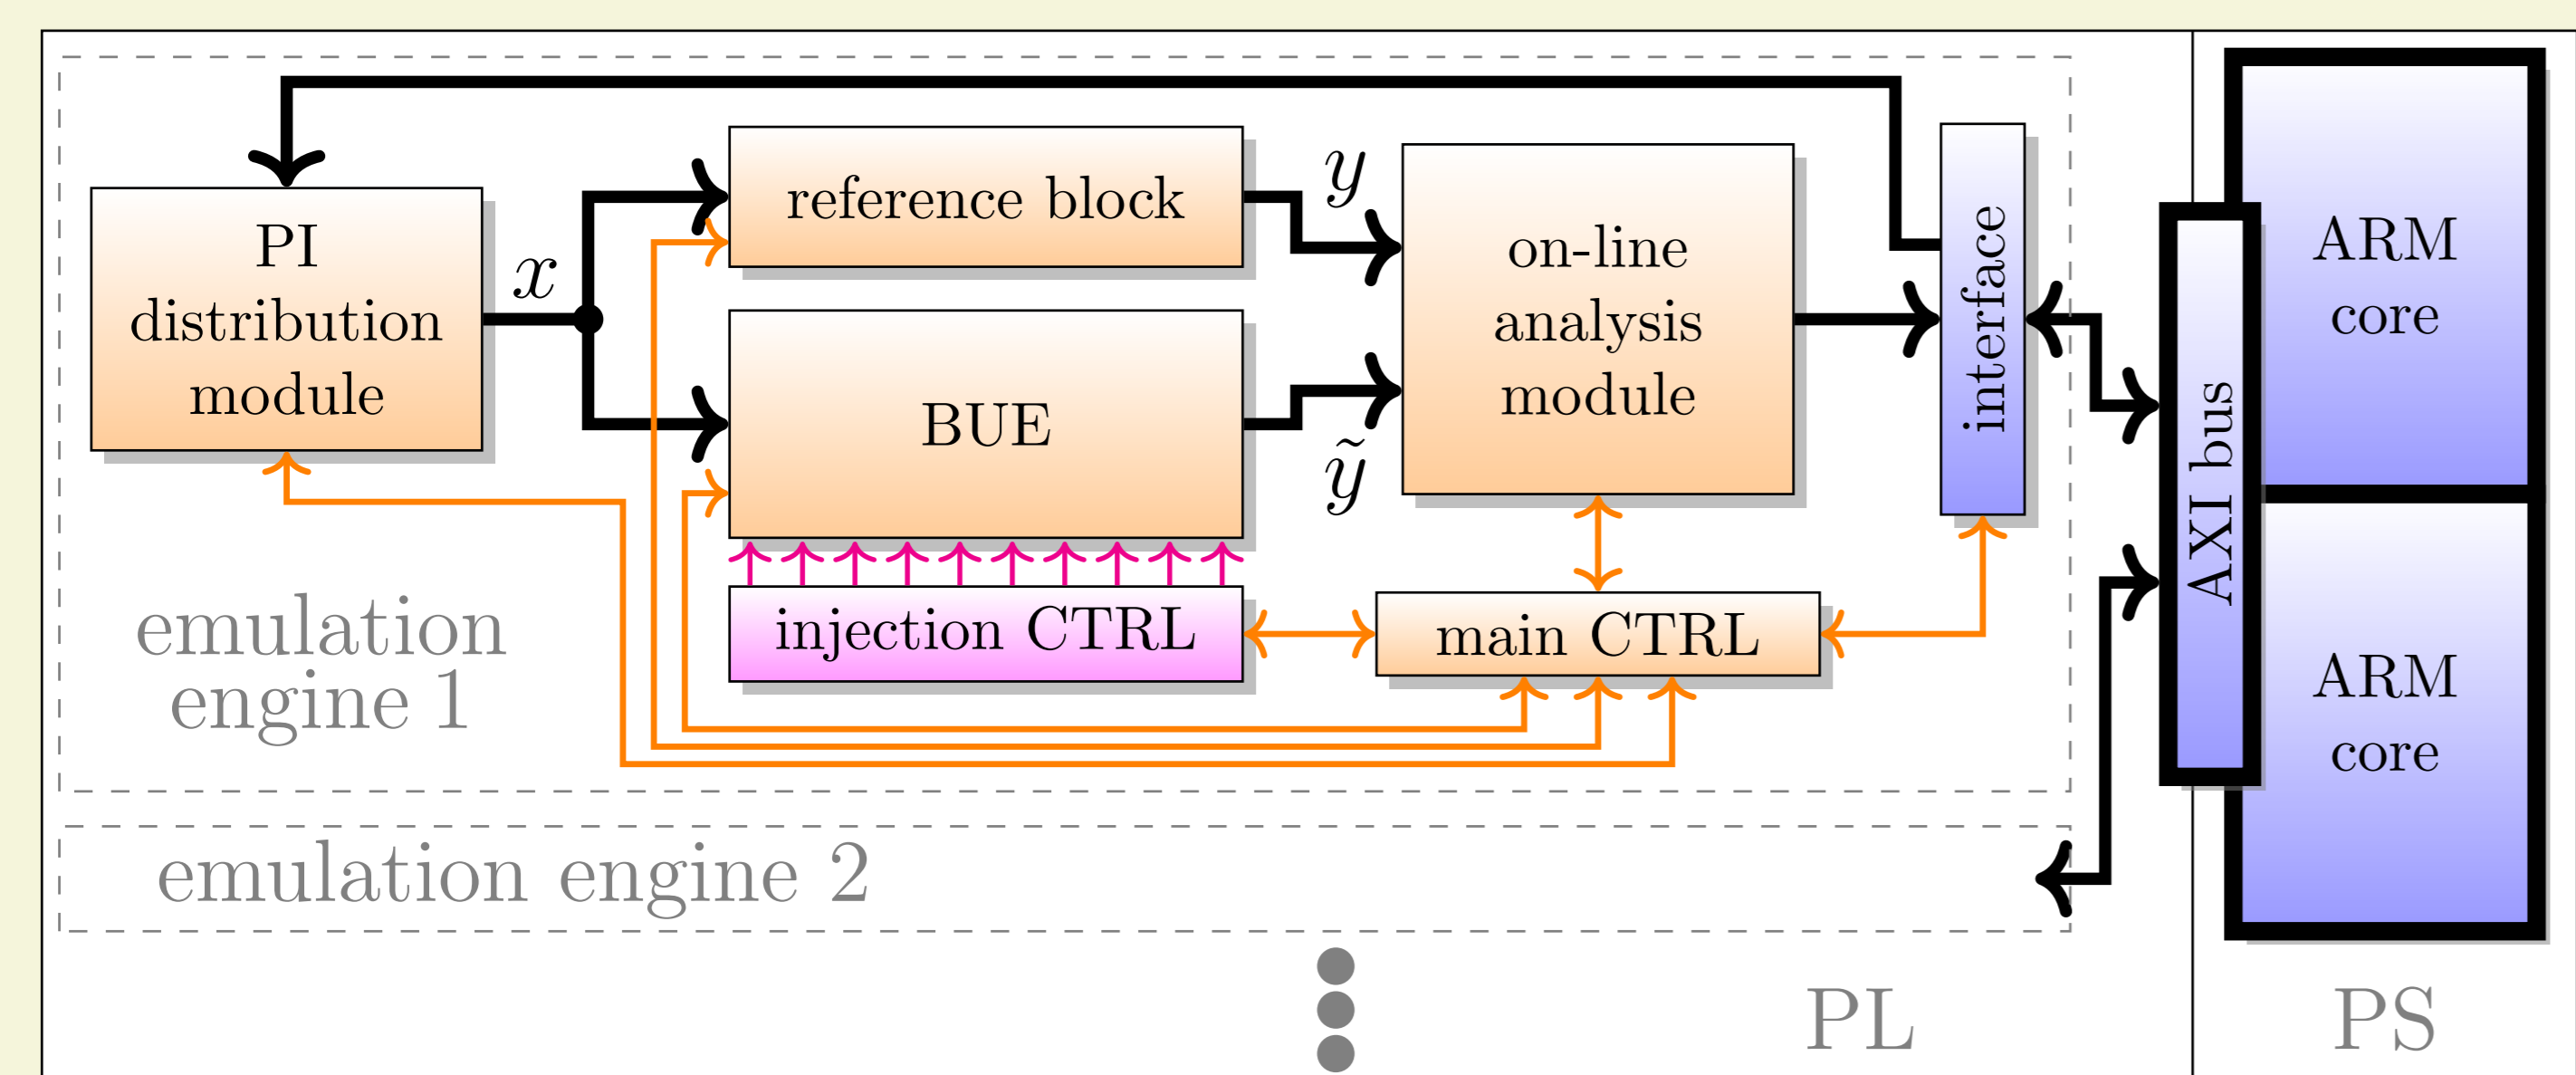 PI
distribution
module
x
reference block
BUE
y
ỹ
on-line
analysis
module
interface
AXI bus
ARM
core
ARM
core
injection CTRL
main CTRL
emulation
engine 1
emulation engine 2
PL
PS